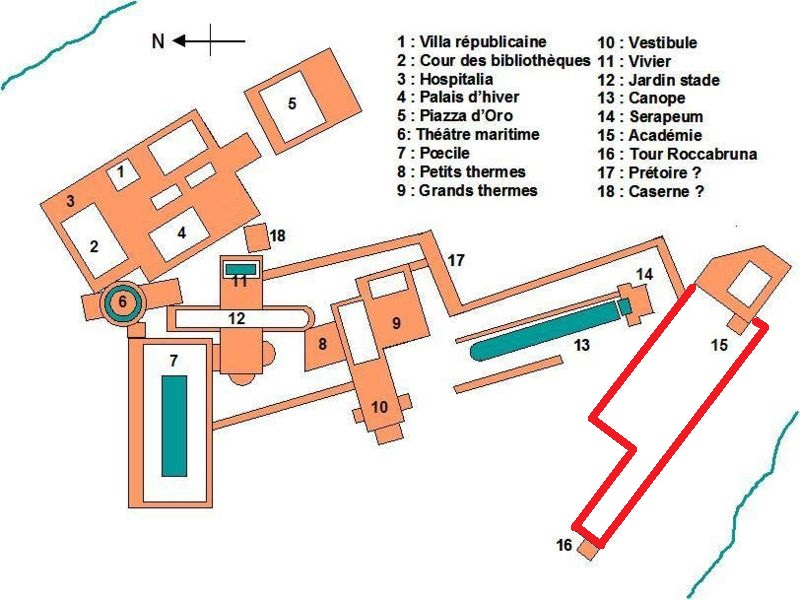 N
1 : Villa républicaine
2 : Cour des bibliothèques
3 : Hospitalia
4 : Palais d'hiver
5 : Piazza d'Oro
6: Théâtre maritime
7 : Pœcile
8 : Petits thermes
9 : Grands thermes
10 : Vestibule
11 : Vivier
12 : Jardin stade
13 : Canope
14 : Serapeum
15 : Académie
16 : Tour Roccabruna
17 : Prétoire ?
18 : Caserne ?
5
1
3
2
4
18
17
14
11
6
12
9
8
13
15
7
10
16